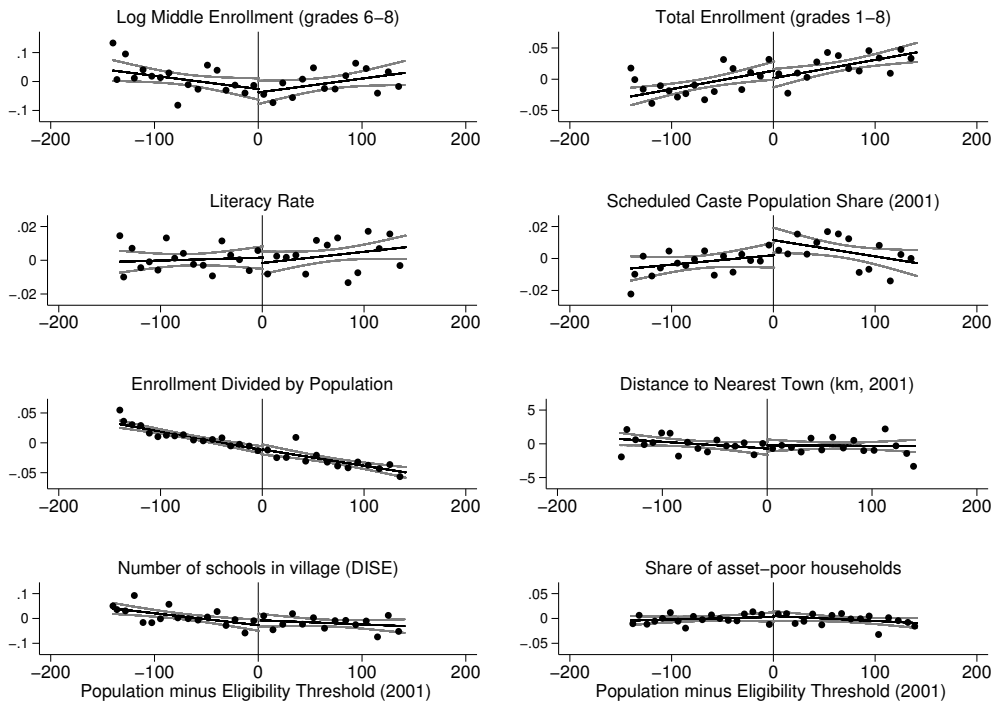 Log Middle Enrollment (grades 6−8)
.1
0
−.1
−200 −100 0 100 200
Total Enrollment (grades 1−8)
.05
0
−.05
−200 −100 0 100 200
Literacy Rate
.02
0
−.02
−200 −100 0 100 200
Scheduled Caste Population Share (2001)
.02
0
−.02
−200 −100 0 100 200
Enrollment Divided by Population
.05
0
−.05
−200 −100 0 100 200
Distance to Nearest Town (km, 2001)
5
0
−5
−200 −100 0 100 200
Number of schools in village (DISE)
.1
0
−.1
−200 −100 0 100 200
Population minus Eligibility Threshold (2001)
Share of asset−poor households
.05
0
−.05
−200 −100 0 100 200
Population minus Eligibility Threshold (2001)